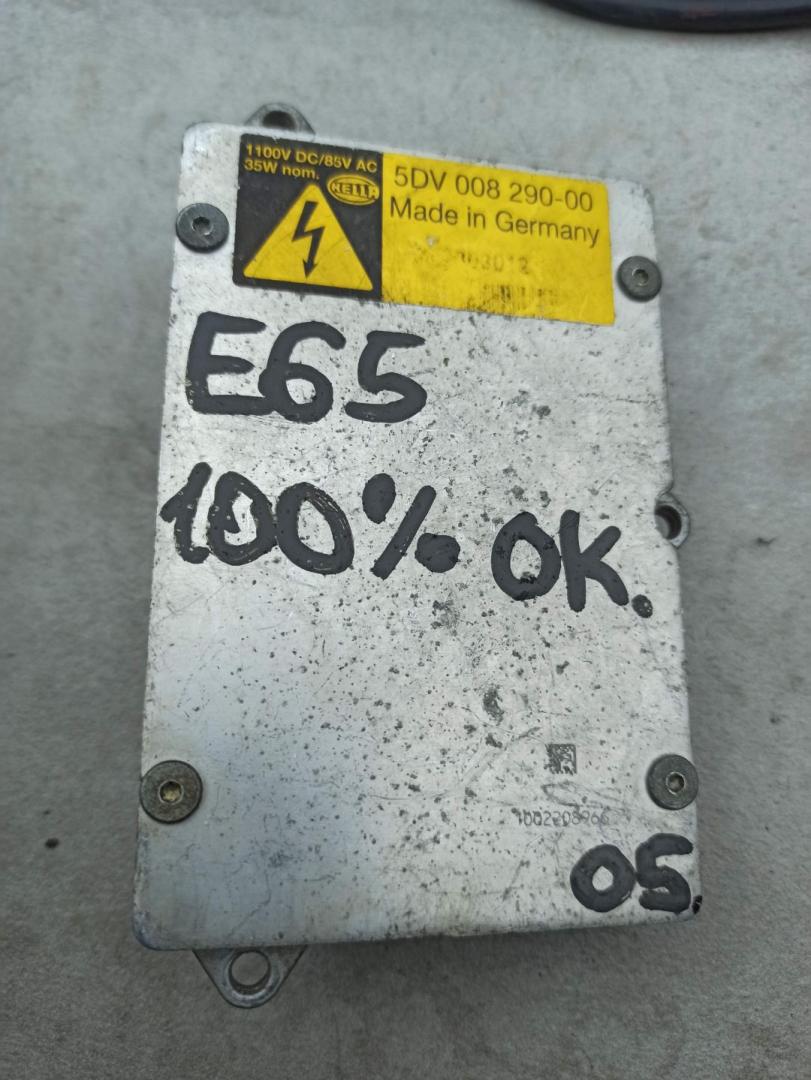 1100V DC/85V AC
35W nom.
HELLA
5DV 008 290-00
Made in Germany
E65
100% OK.
05.